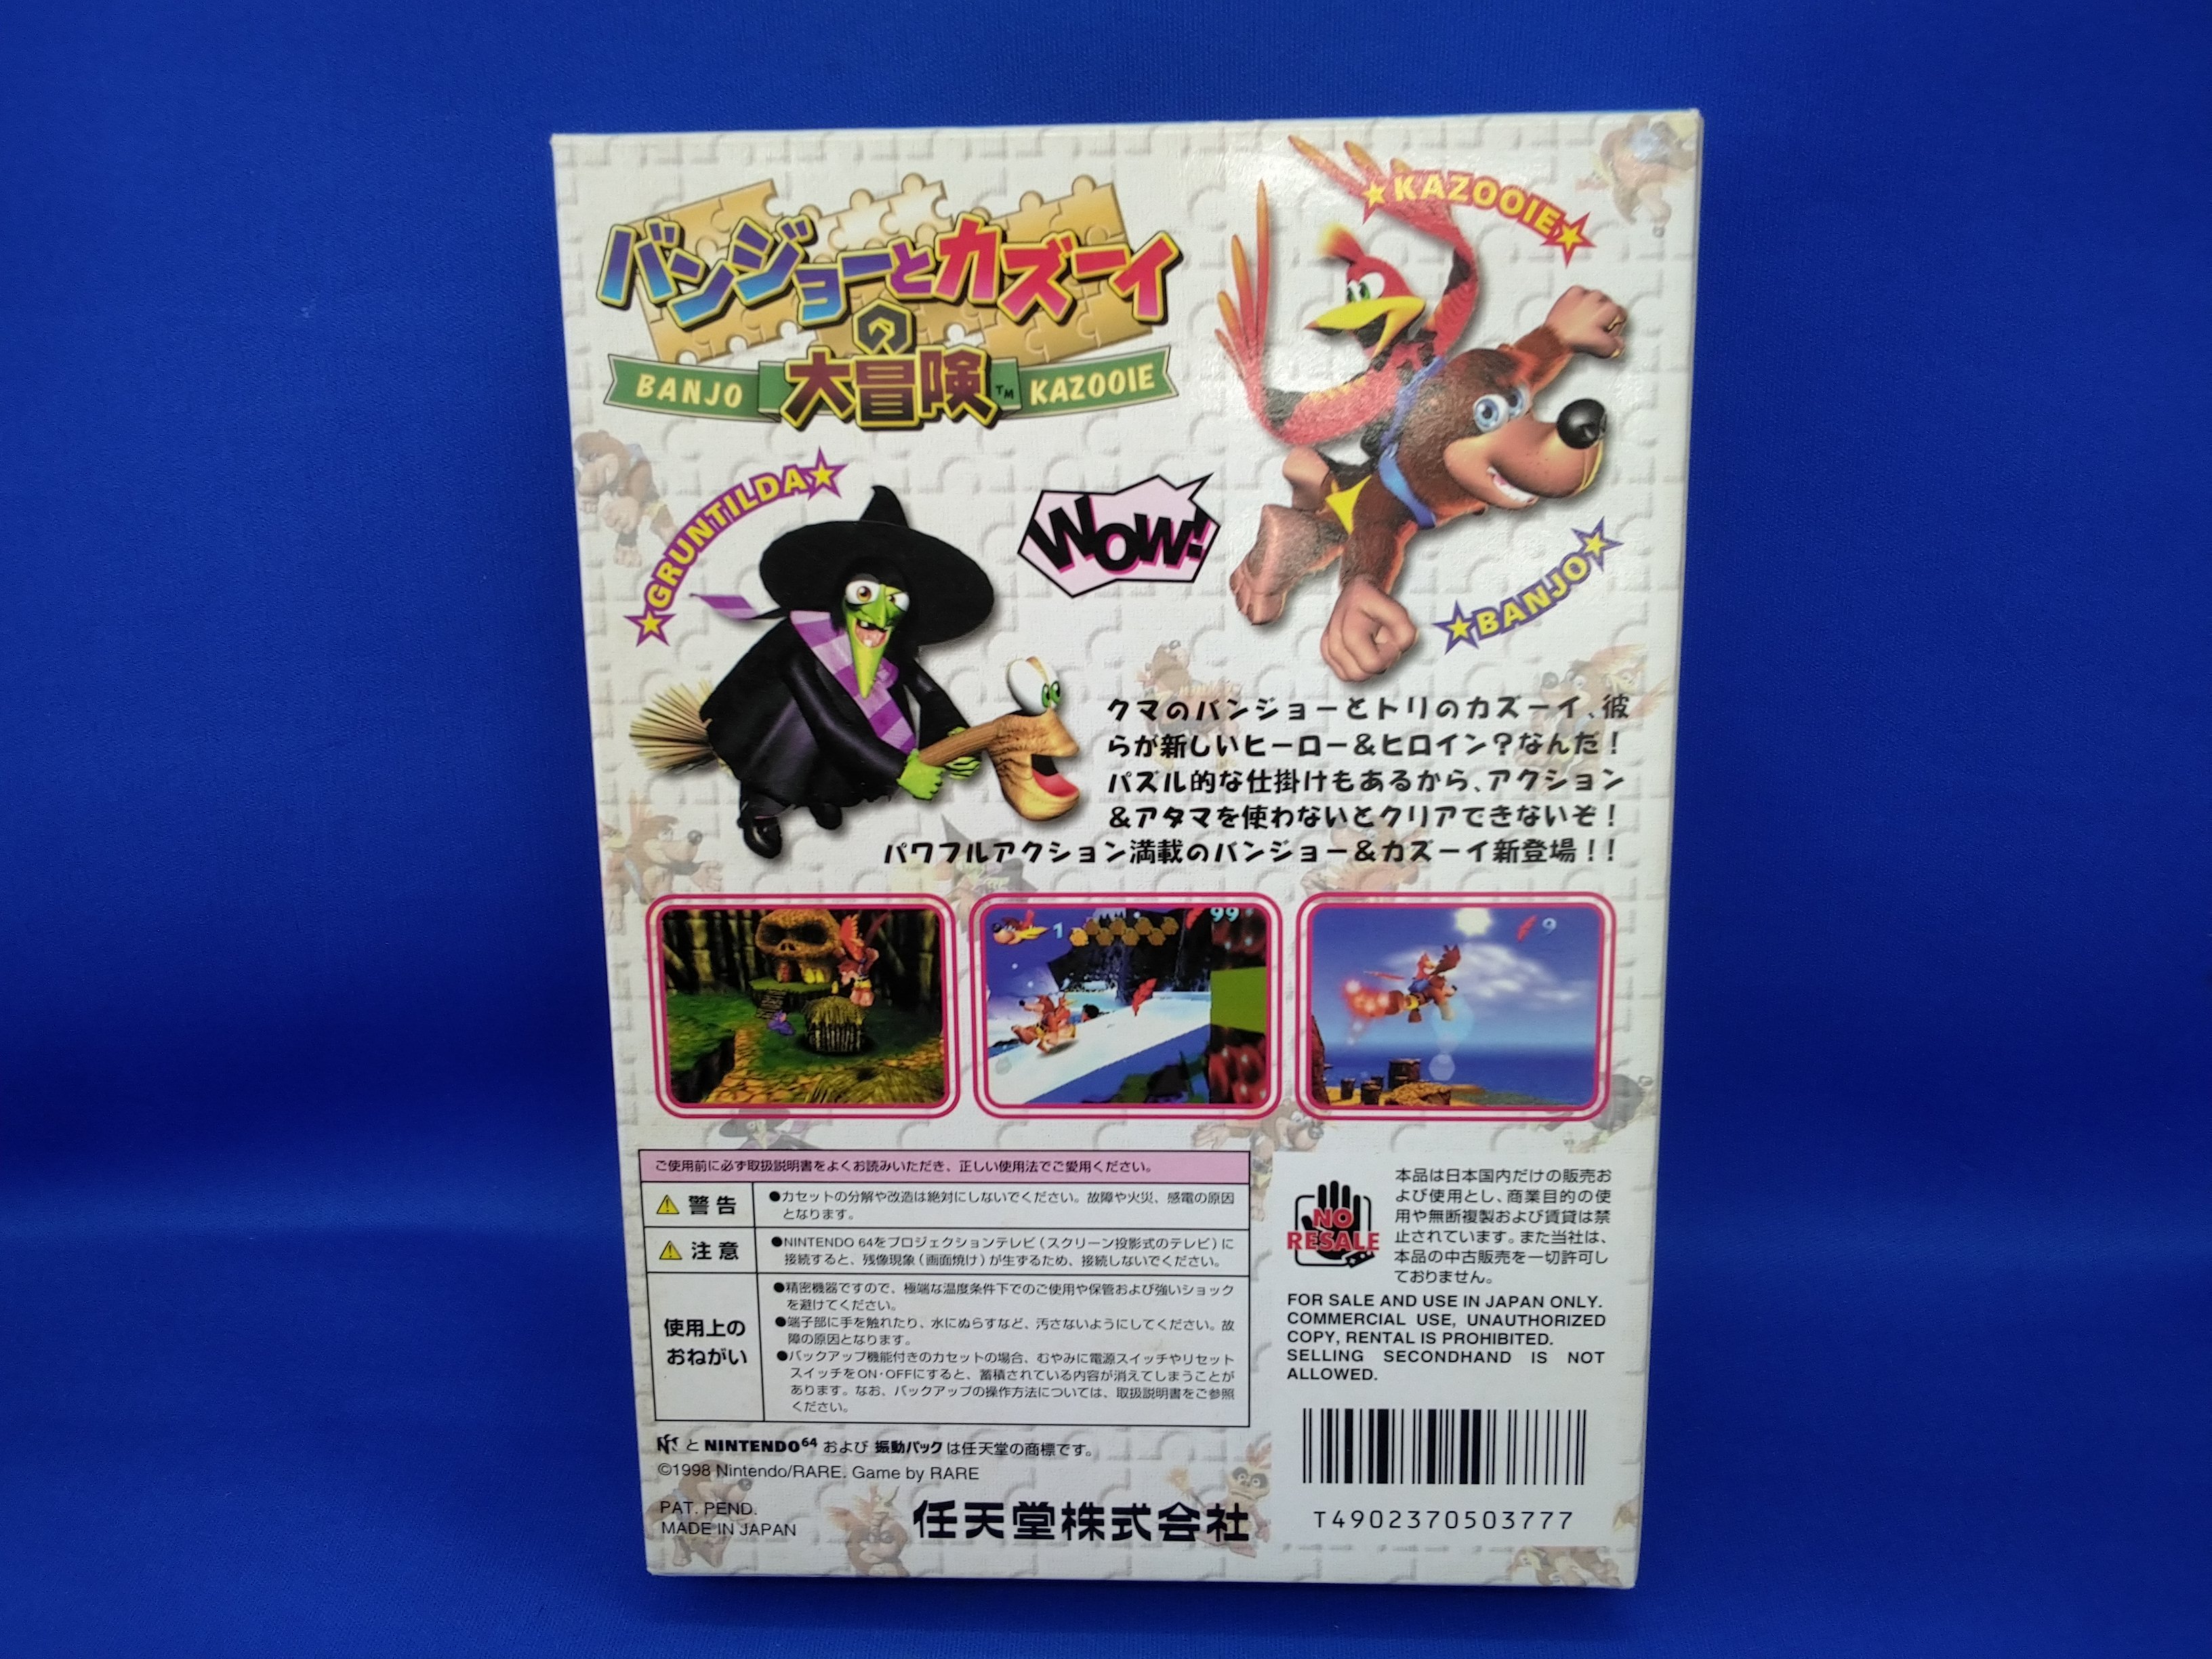 バンジョーとカズーイ
の
大冒険
BANJO
TM
KAZOOIE
KAZOOIE
GRUNTILDA
WOW!
BANJO
クマのバンジョーとトリのカズーイ、彼
らが新しいヒーロー&ヒロイン?なんだ!
パズル的な仕掛けもあるから、アクション
&アタマを使わないとクリアできないぞ!
パワフルアクション満載のバンジョー&カズーイ新登場!!
1
99
9
ご使用前に必ず取扱説明書をよくお読みいただき、正しい使用法でご愛用ください。
警告
●カセットの分解や改造は絶対にしないでください。故障や火災、感電の原因
となります。
注意
●NINTENDO 64をプロジェクションテレビ(スクリーン投影式のテレビ)に
接続すると、残像現象(画面焼け)が生ずるため、接続しないでください。
使用上の
おねがい
●精密機器ですので、極端な温度条件下でのご使用や保管および強いショック
を避けてください。
●端子部に手を触れたり、水にぬらすなど、汚さないようにしてください。故
障の原因となります。
●バックアップ機能付きのカセットの場合、むやみに電源スイッチやリセット
スイッチをON・OFFにすると、蓄積されている内容が消えてしまうことが
あります。なお、バックアップの操作方法については、取扱説明書をご参照
ください。
NO
RESALE
本品は日本国内だけの販売お
よび使用とし、商業目的の使
用や無断複製および賃貸は禁
止されています。また当社は、
本品の中古販売を一切許可し
ておりません。
FOR SALE AND USE IN JAPAN ONLY.
COMMERCIAL USE, UNAUTHORIZED
COPY, RENTAL IS PROHIBITED.
SELLING SECONDHAND IS NOT
ALLOWED.
と NINTENDO64 および 振動パック は任天堂の商標です。
©1998 Nintendo/RARE. Game by RARE
PAT. PEND.
MADE IN JAPAN
任天堂株式会社
T4902370503777